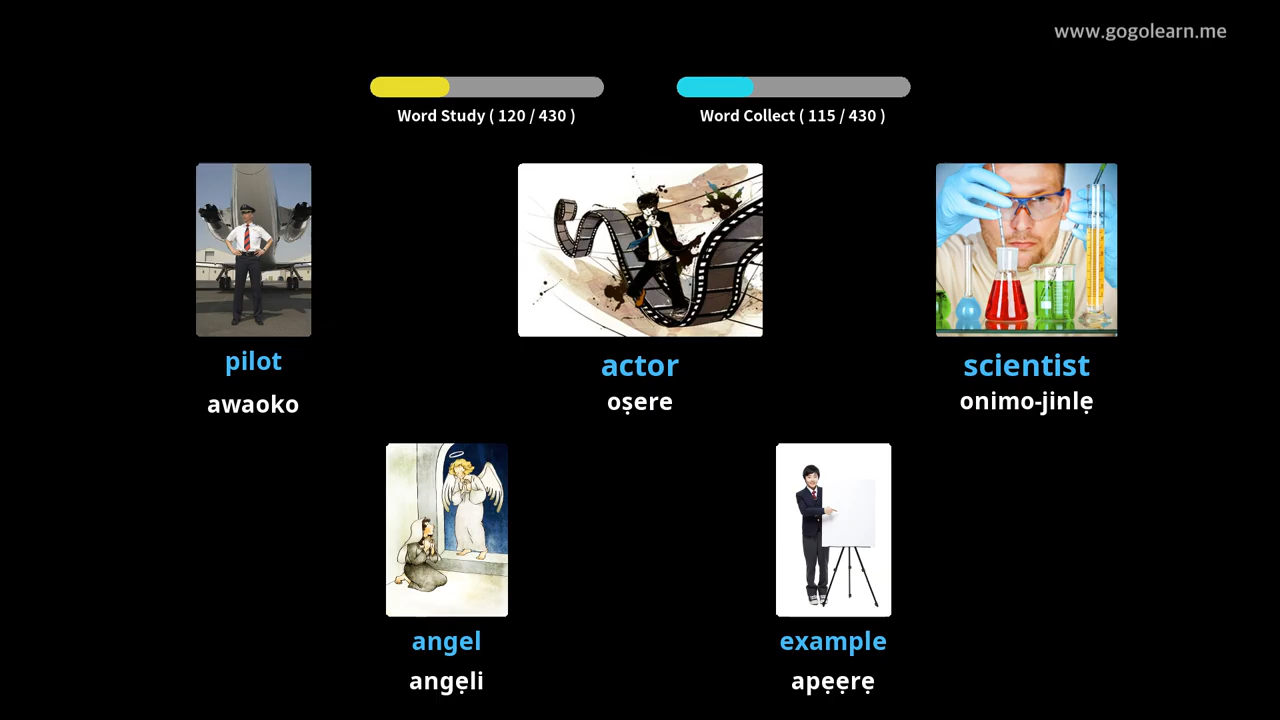 www.gogolearn.me
Word Study ( 120 / 430 )
Word Collect ( 115 / 430 )
pilot
awaoko
actor
oṣere
scientist
onimo-jinlẹ
angel
angẹli
example
apẹẹrẹ